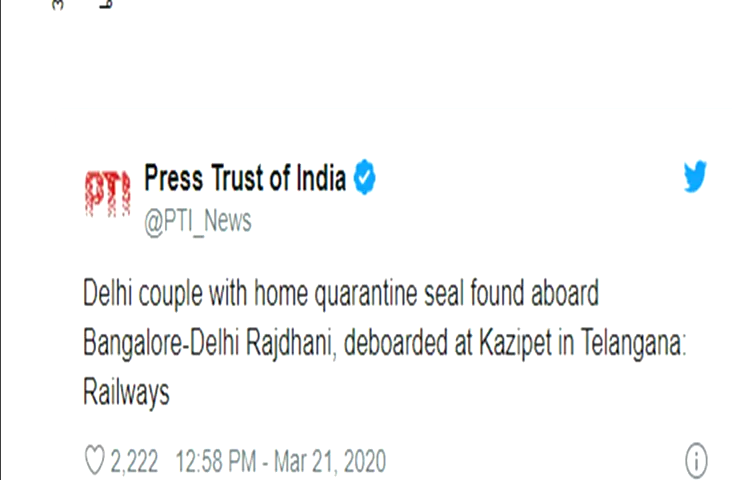 PTI
Press Trust of India
@PTI_News
Delhi couple with home quarantine seal found aboard
Bangalore-Delhi Rajdhani, deboarded at Kazipet in Telangana:
Railways
2,222 12:58 PM - Mar 21, 2020